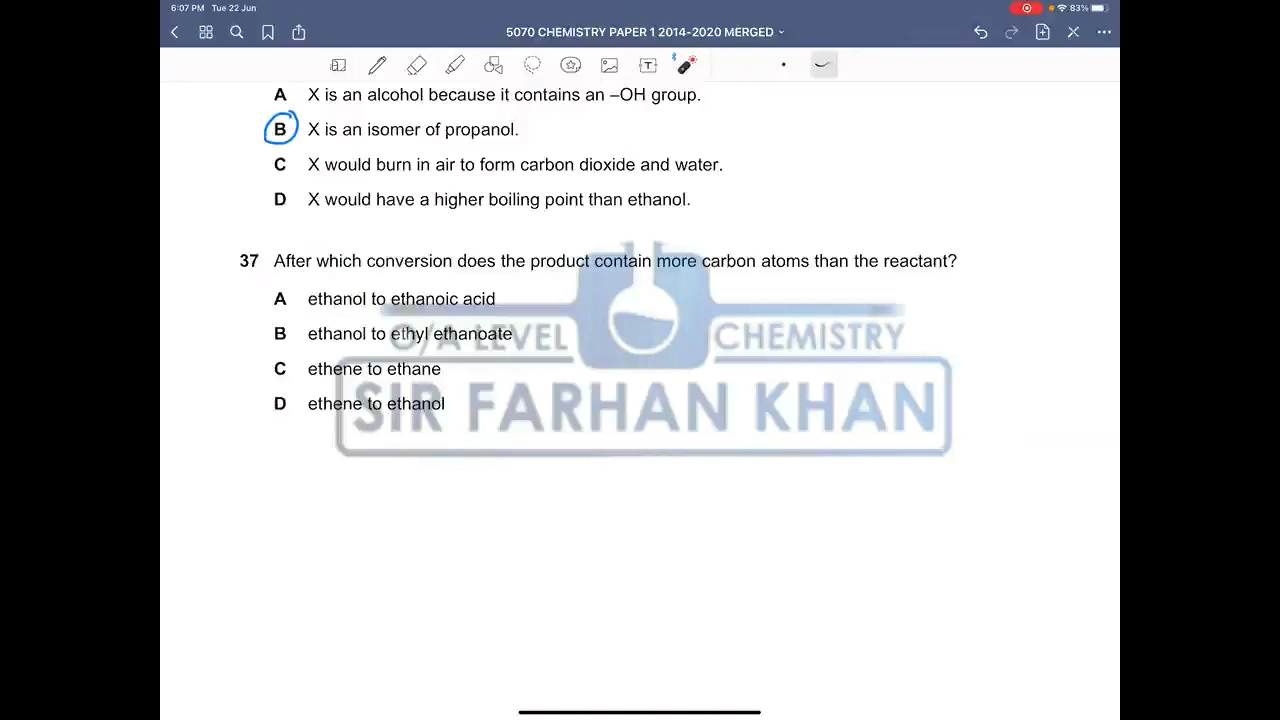 6:07 PM Tue 22 Jun 83%
5070 CHEMISTRY PAPER 1 2014-2020 MERGED
T
A X is an alcohol because it contains an –OH group.
B X is an isomer of propanol.
C X would burn in air to form carbon dioxide and water.
D X would have a higher boiling point than ethanol.
37 After which conversion does the product contain more carbon atoms than the reactant?
A ethanol to ethanoic acid
B ethanol to ethyl ethanoate
O/A LEVEL CHEMISTRY
C ethene to ethane
D ethene to ethanol
SIR FARHAN KHAN